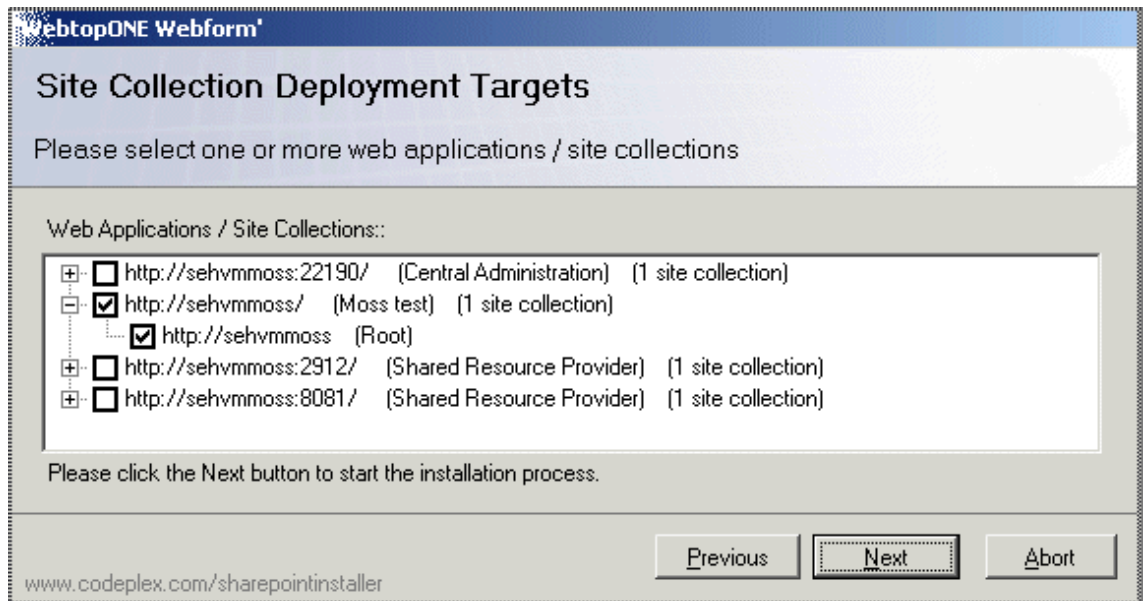 WebtopONE Webform'
Site Collection Deployment Targets
Please select one or more web applications / site collections
Web Applications / Site Collections::
http://sehvmmoss:22190/ (Central Administration) (1 site collection)
http://sehvmmoss/ (Moss test) (1 site collection)
http://sehvmmoss (Root)
http://sehvmmoss:2912/ (Shared Resource Provider) (1 site collection)
http://sehvmmoss:8081/ (Shared Resource Provider) (1 site collection)
Please click the Next button to start the installation process.
Previous Next Abort
www.codeplex.com/sharepointinstaller